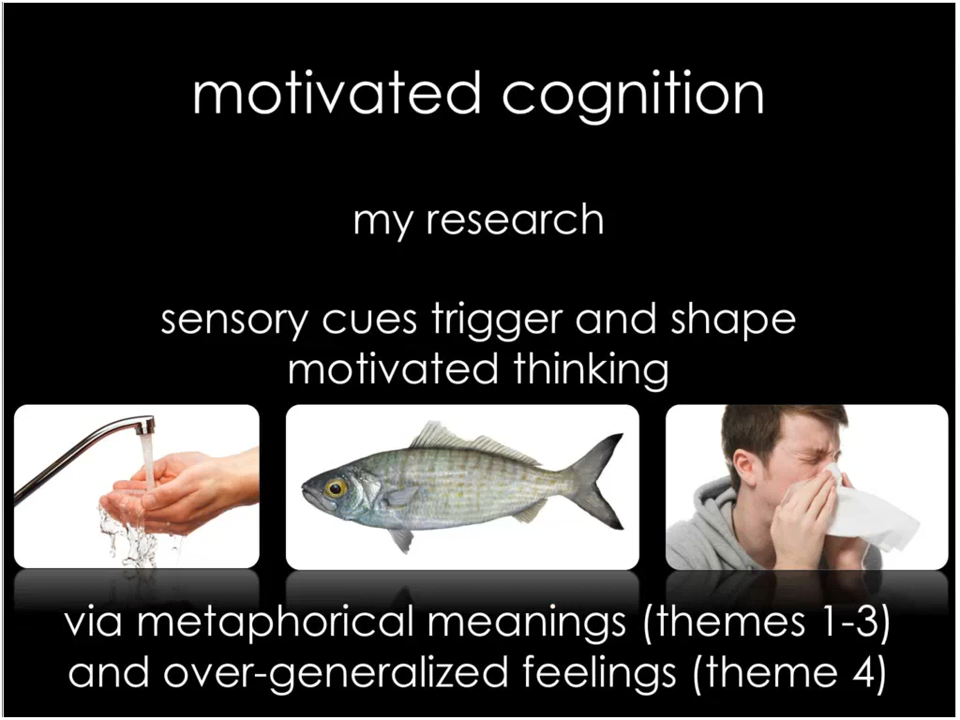 motivated cognition
my research
sensory cues trigger and shape
motivated thinking
via metaphorical meanings (themes 1-3)
and over-generalized feelings (theme 4)